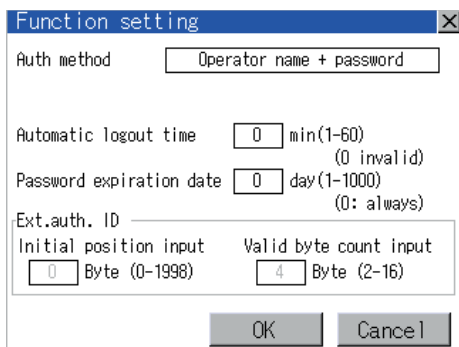 Function setting
Auth method Operator name + password
Automatic logout time 0 min(1-60)
(0 invalid)
Password expiration date 0 day(1-1000)
(0: always)
Ext.auth. ID
Initial position input Valid byte count input
0 Byte (0-1998) 4 Byte (2-16)
OK Cancel